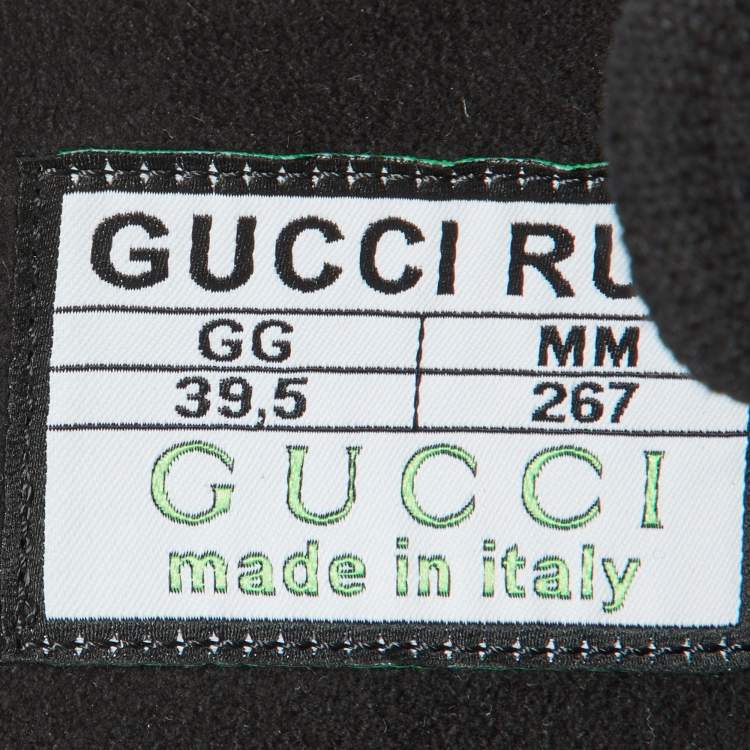 GUCCI RU
GG MM
39,5 267
GUCCI
made in italy